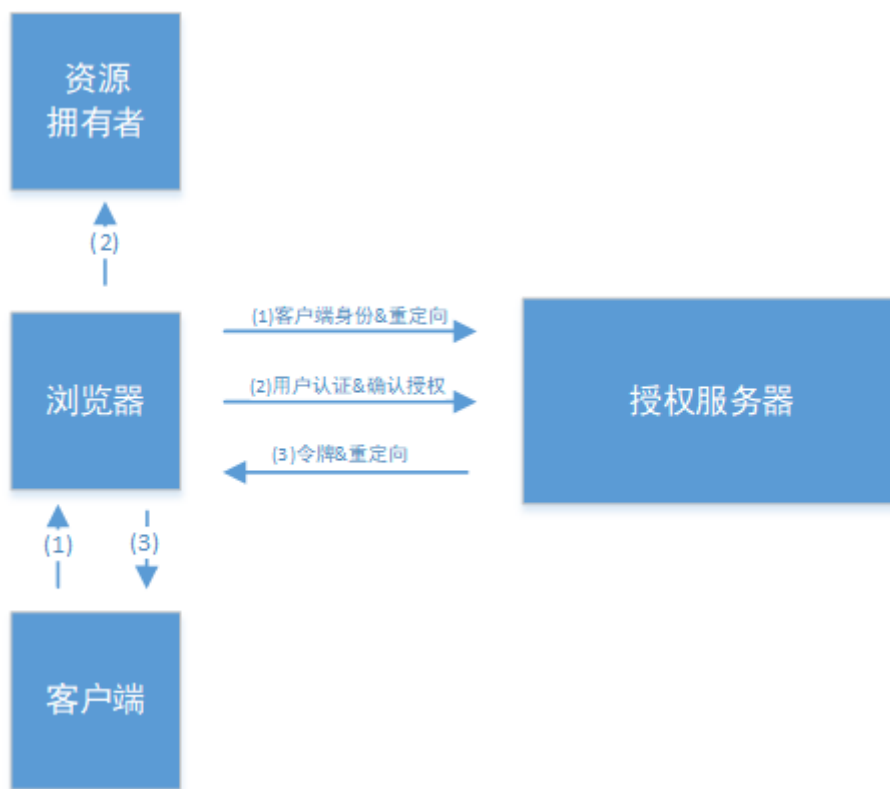 资源
拥有者
(2)
(1)客户端身份&重定向
浏览器
(2)用户认证&确认授权
授权服务器
(3)令牌&重定向
(1)
(3)
客户端